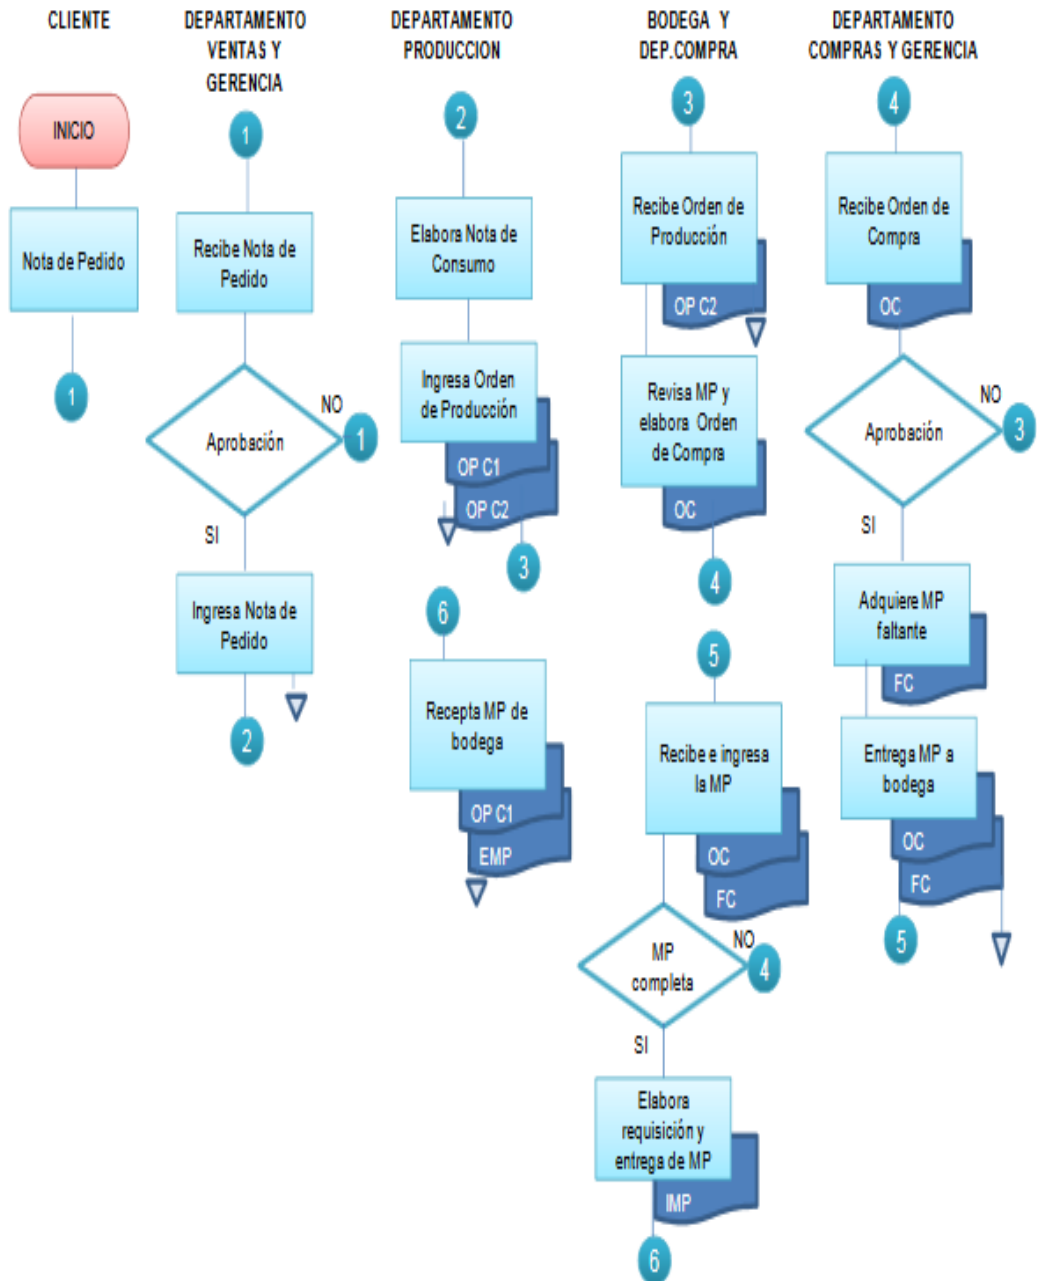 CLIENTE
DEPARTAMENTO
VENTAS Y
GERENCIA
DEPARTAMENTO
PRODUCCION
BODEGA Y
DEP.COMPRA
DEPARTAMENTO
COMPRAS Y GERENCIA
INICIO
Nota de Pedido
1
1
Recibe Nota de
Pedido
Aprobación
NO
1
SI
Ingresa Nota de
Pedido
2
2
Elabora Nota de
Consumo
Ingresa Orden
de Producción
OP C1
OP C2
3
6
Recepta MP de
bodega
OP C1
EMP
3
Recibe Orden de
Producción
OP C2
Revisa MP y
elabora Orden
de Compra
OC
4
5
Recibe e ingresa
la MP
OC
FC
MP
completa
NO
4
SI
Elabora
requisición y
entrega de MP
IMP
6
4
Recibe Orden de
Compra
OC
Aprobación
NO
3
SI
Adquiere MP
faltante
FC
Entrega MP a
bodega
OC
FC
5